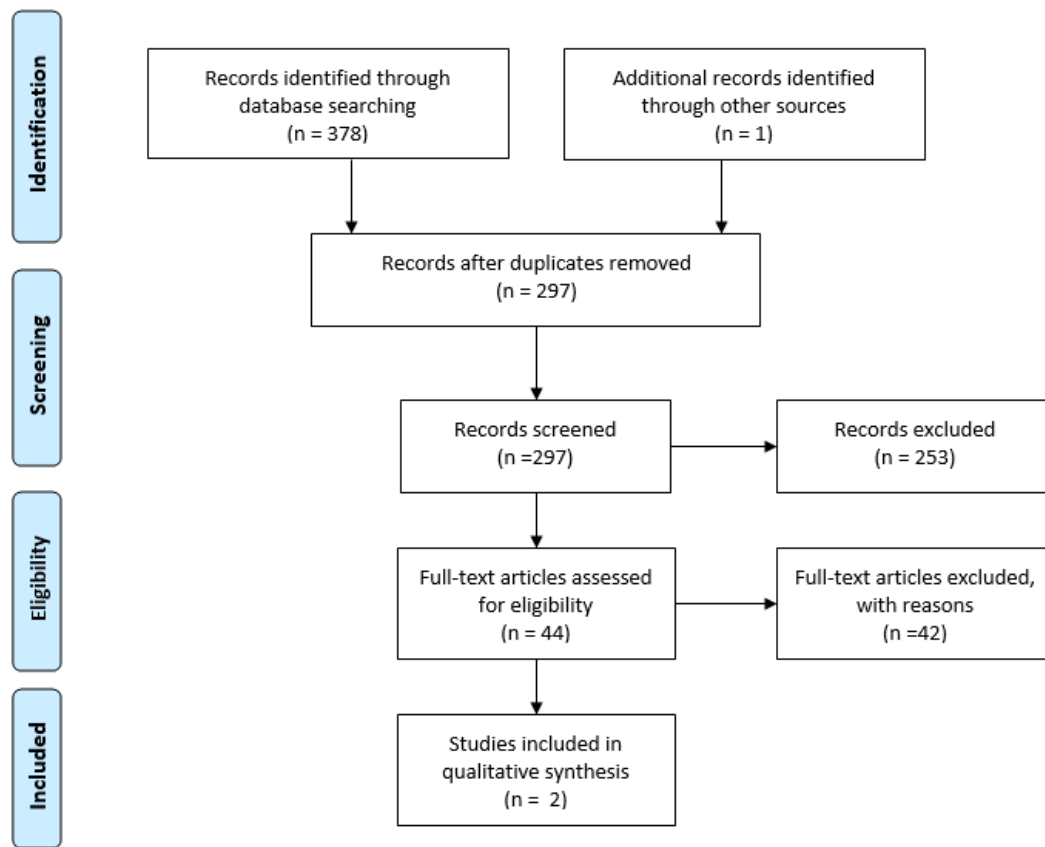 Identification
Records identified through
database searching
(n = 378)
Additional records identified
through other sources
(n = 1)
Records after duplicates removed
(n = 297)
Screening
Records screened
(n =297)
Records excluded
(n = 253)
Eligibility
Full-text articles assessed
for eligibility
(n = 44)
Full-text articles excluded,
with reasons
(n =42)
Included
Studies included in
qualitative synthesis
(n =  2)